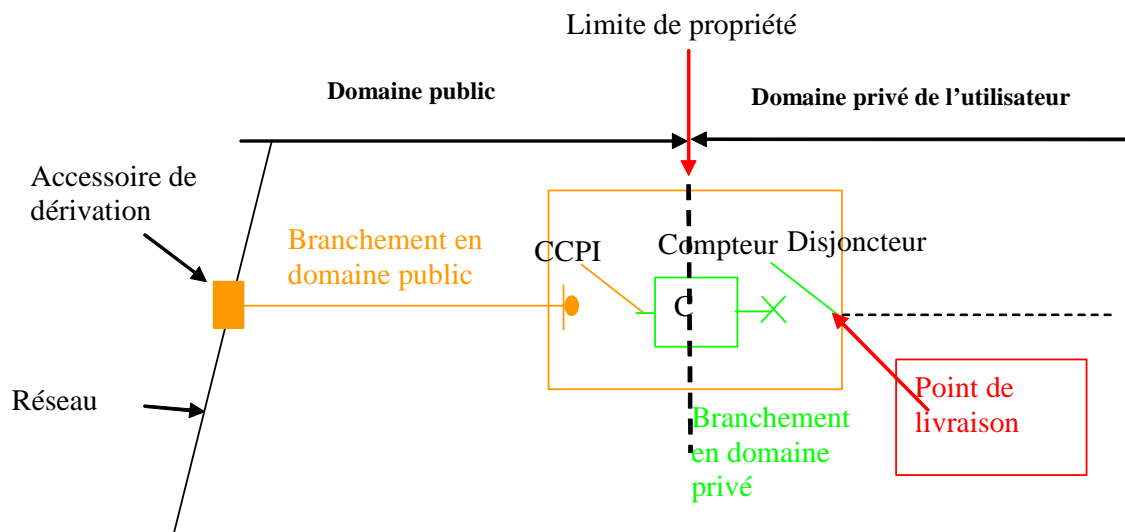 Limite de propriété
Domaine public
Domaine privé de l'utilisateur
Accessoire de
dérivation
Branchement en
domaine public
CCPI
Compteur
Disjoncteur
C
Réseau
Point de
livraison
Branchement
en domaine
privé